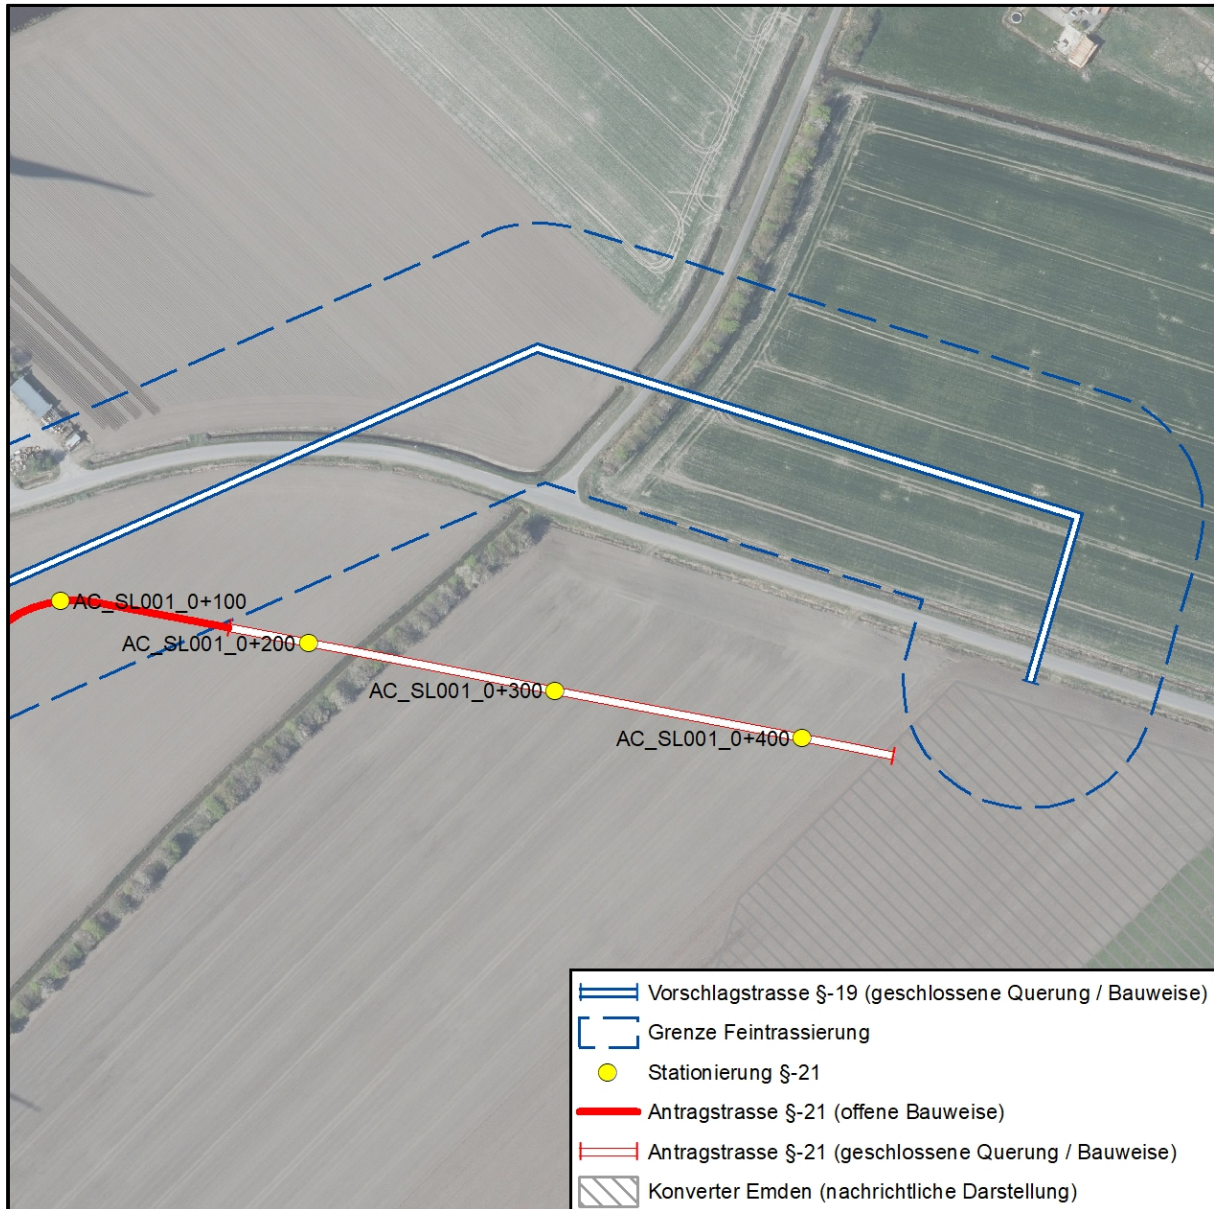 AC_SL001_0+100
AC_SL001_0+200
AC_SL001_0+300
AC_SL001_0+400
Vorschlagstrasse §-19 (geschlossene Querung / Bauweise)
Grenze Feintrassierung
Stationierung §-21
Antragstrasse §-21 (offene Bauweise)
Antragstrasse §-21 (geschlossene Querung / Bauweise)
Konverter Emden (nachrichtliche Darstellung)